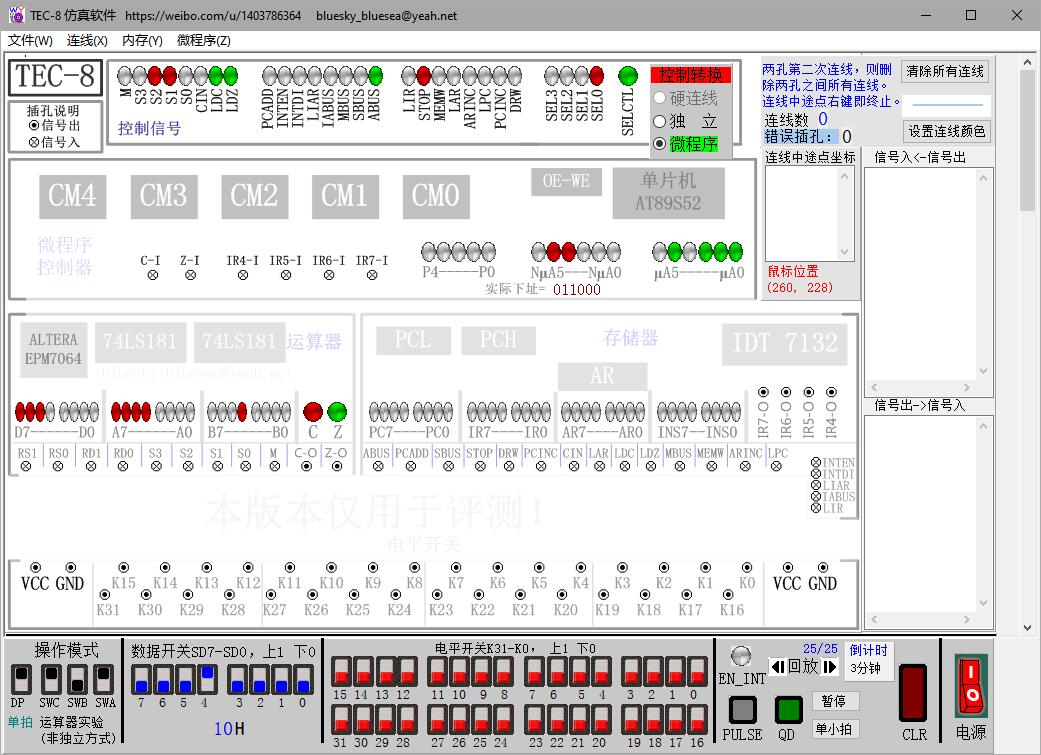 TEC-8 仿真软件 https://weibo.com/u/1403786364 bluesky_bluesea@yeah.net
文件(W) 连线(X) 内存(Y) 微程序(Z)
TEC-8
插孔说明
信号出
信号入
M S3 S2 S1 S0 CIN LDC LDZ
PCADD INTEN INTDI LIAR IABUS MBUS SBUS ABUS
LIR STOP MEMW LAR ARINC LPC PCINC DRW
SEL3 SEL2 SEL1 SEL0 SELCTL
控制信号
控制转换
硬连线
独 立
微程序
两孔第二次连线，则删
除两孔之间所有连线。
连线中途点右键即终止。
连线数 0
错误插孔： 0
清除所有连线
设置连线颜色
连线中途点坐标
信号入<-信号出
鼠标位置
(260, 228)
信号出->信号入
CM4 CM3 CM2 CM1 CM0
OE-WE
单片机
AT89S52
微程序
控制器
C-I Z-I IR4-I IR5-I IR6-I IR7-I
P4-----P0
NμA5---NμA0
μA5-----μA0
实际下址= 011000
ALTERA
EPM7064
74LS181 74LS181 运算器
bluesky_bluesea@yeah.net
PCL PCH 存储器 IDT 7132
AR
D7------D0 A7------A0 B7------B0 C Z
PC7----PC0 IR7----IR0 AR7----AR0 INS7--INS0
IR7-O IR6-O IR5-O IR4-O
RS1 RS0 RD1 RD0 S3 S2 S1 S0 M C-O Z-O
ABUS PCADD SBUS STOP DRW PCINC CIN LAR LDC LDZ MBUS MEMW ARINC LPC
INTEN
INTDI
LIAR
IABUS
LIR
本版本仅用于评测！
电平开关
VCC GND
K15 K14 K13 K12 K11 K10 K9 K8 K7 K6 K5 K4 K3 K2 K1 K0
VCC GND
K31 K30 K29 K28 K27 K26 K25 K24 K23 K22 K21 K20 K19 K18 K17 K16
操作模式
DP SWC SWB SWA
单拍 运算器实验
(非独立方式)
数据开关SD7-SD0，上1 下0
7 6 5 4 3 2 1 0
10H
电平开关K31-K0， 上1 下0
15 14 13 12 11 10 9 8 7 6 5 4 3 2 1 0
31 30 29 28 27 26 25 24 23 22 21 20 19 18 17 16
EN_INT
25/25
回放
倒计时
3分钟
PULSE QD
暂停
单小拍
CLR
电源